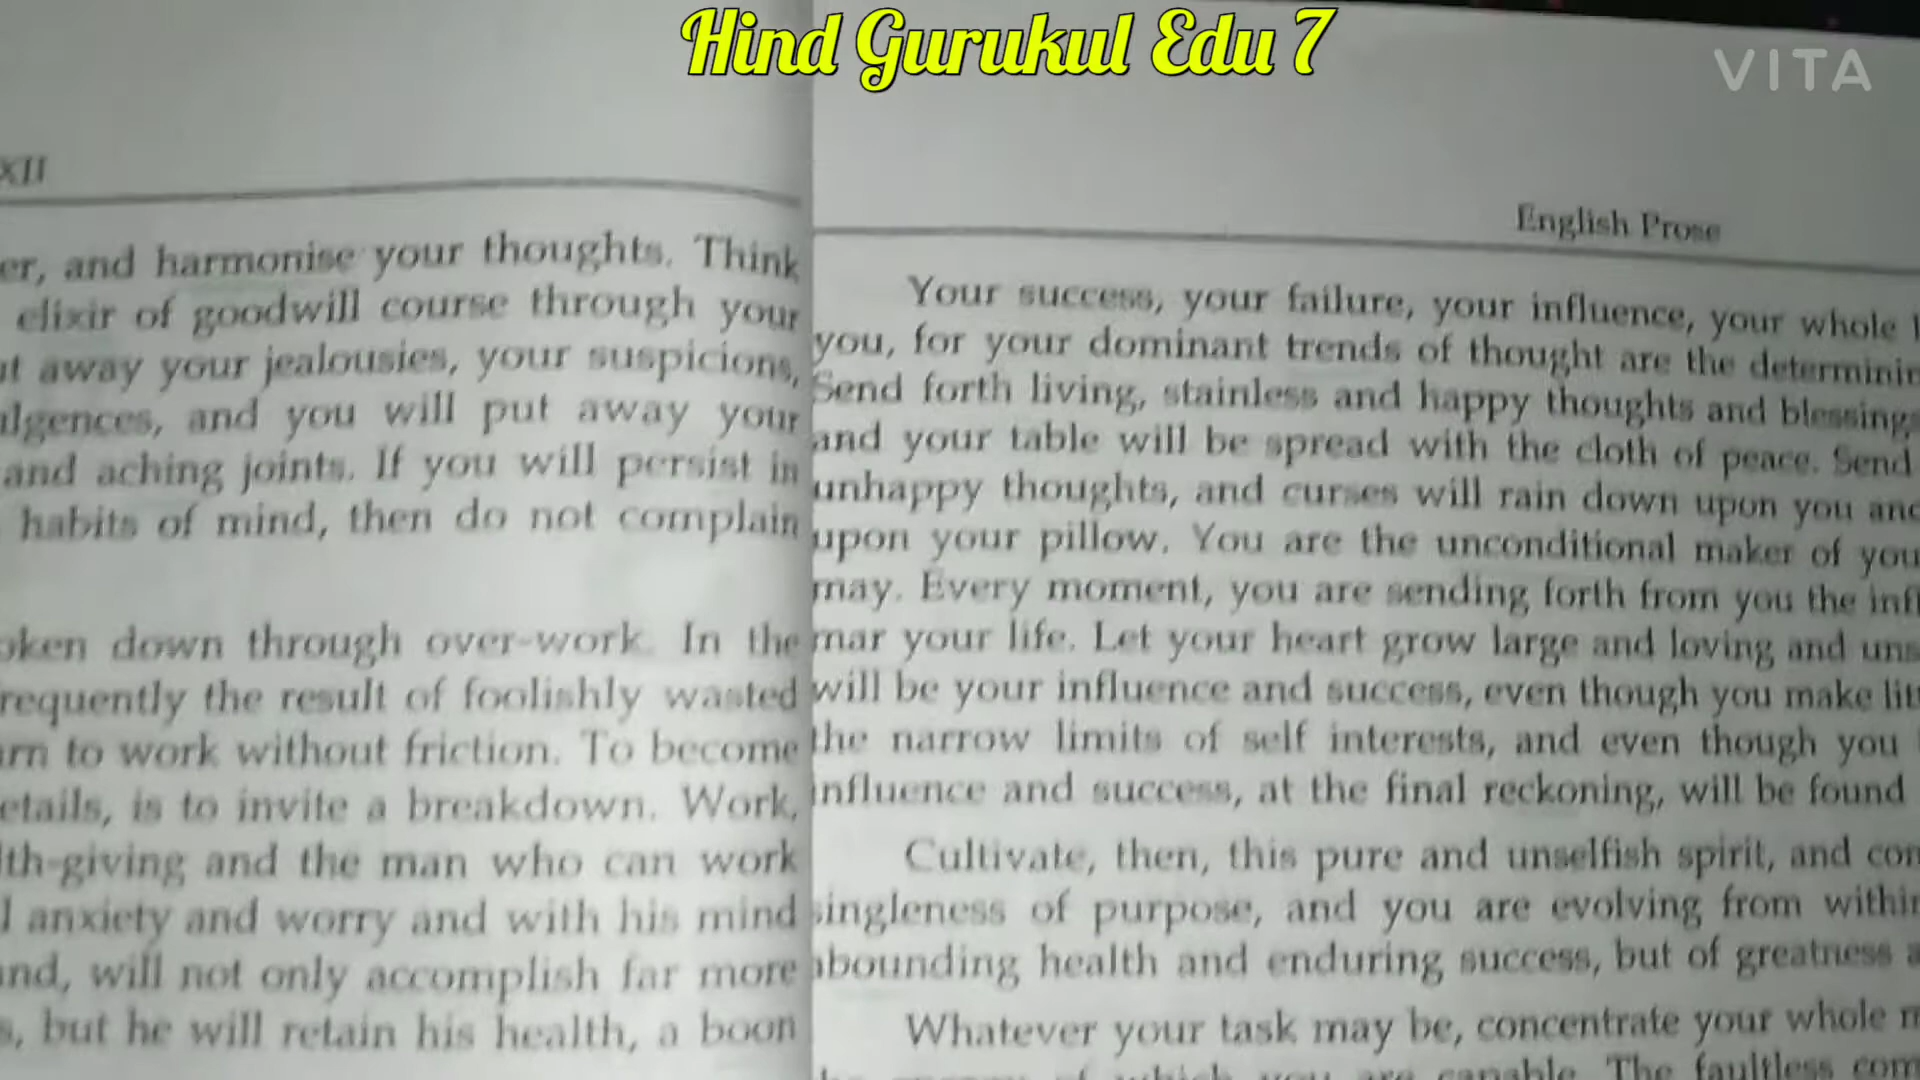 Hind Gurukul Edu 7
VITA
XII
er, and harmonise your thoughts. Think
elixir of goodwill course through your
away your jealousies, your suspicions,
lgences, and you will put away your
and aching joints. If you will persist in
habits of mind, then do not complain
oken down through over-work. In the
requently the result of foolishly wasted
rn to work without friction. To become
etails, is to invite a breakdown. Work,
lth-giving and the man who can work
l anxiety and worry and with his mind
nd, will not only accomplish far more
s, but he will retain his health, a boon
English Prose
Your success, your failure, your influence, your whole l
you, for your dominant trends of thought are the determinin
Send forth living, stainless and happy thoughts and blessings
and your table will be spread with the cloth of peace. Send
unhappy thoughts, and curses will rain down upon you and
upon your pillow. You are the unconditional maker of you
may. Every moment, you are sending forth from you the infl
mar your life. Let your heart grow large and loving and uns
will be your influence and success, even though you make litt
the narrow limits of self interests, and even though you
influence and success, at the final reckoning, will be found
Cultivate, then, this pure and unselfish spirit, and com
singleness of purpose, and you are evolving from within
abounding health and enduring success, but of greatness a
Whatever your task may be, concentrate your whole m
of which you are capable. The faultless com